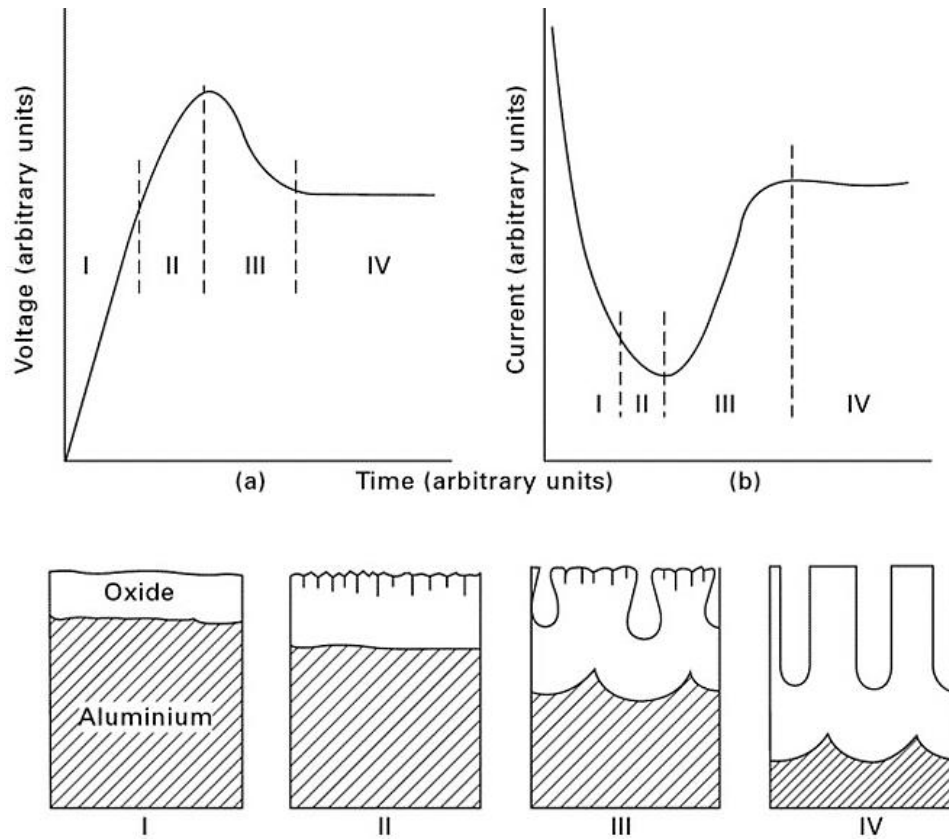 Voltage (arbitrary units)
I
II
III
IV
(a)
Current (arbitrary units)
I
II
III
IV
(b)
Time (arbitrary units)
Oxide
Aluminium
I
II
III
IV